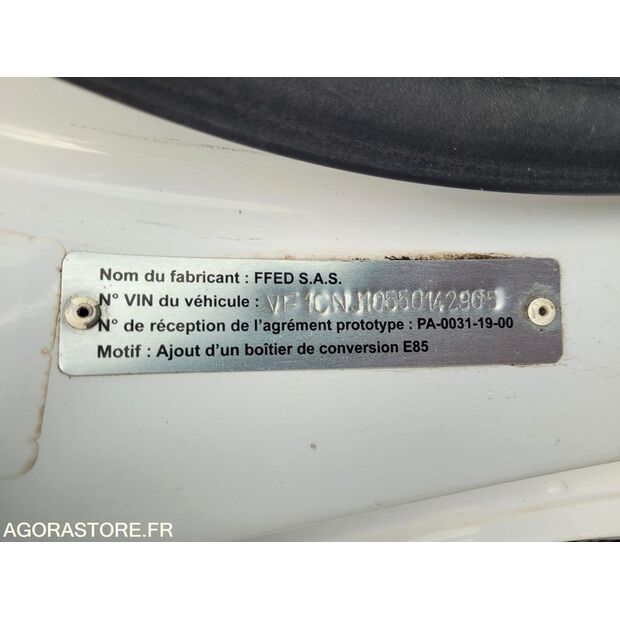 Nom du fabricant : FFED S.A.S.
N° VIN du véhicule : VF1CNJ10550142905
N° de réception de l'agrément prototype : PA-0031-19-00
Motif : Ajout d'un boîtier de conversion E85
AGORASTORE.FR